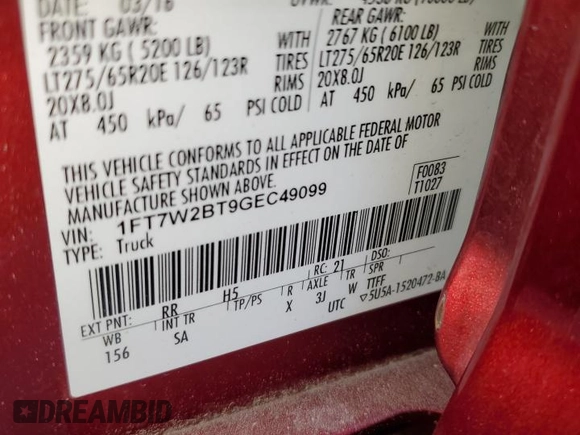 DATE: 03/16
FRONT GAWR:
2359 KG ( 5200 LB) WITH
LT275/65R20E 126/123R TIRES
20X8.0J RIMS
AT 450 kPa/ 65 PSI COLD
REAR GAWR:
2767 KG ( 6100 LB) WITH
LT275/65R20E 126/123R TIRES
20X8.0J RIMS
AT 450 kPa/ 65 PSI COLD
THIS VEHICLE CONFORMS TO ALL APPLICABLE FEDERAL MOTOR
VEHICLE SAFETY STANDARDS IN EFFECT ON THE DATE OF
MANUFACTURE SHOWN ABOVE.
F0083
T1027
VIN: 1FT7W2BT9GEC49099
TYPE: Truck
EXT PNT: RR H5 RC: 21 DSO:
WB INT TR TP/PS R AXLE TR SPR
156 SA X 3J W TTFF
UTC ▽5U5A-1520472-BA
DREAMBID